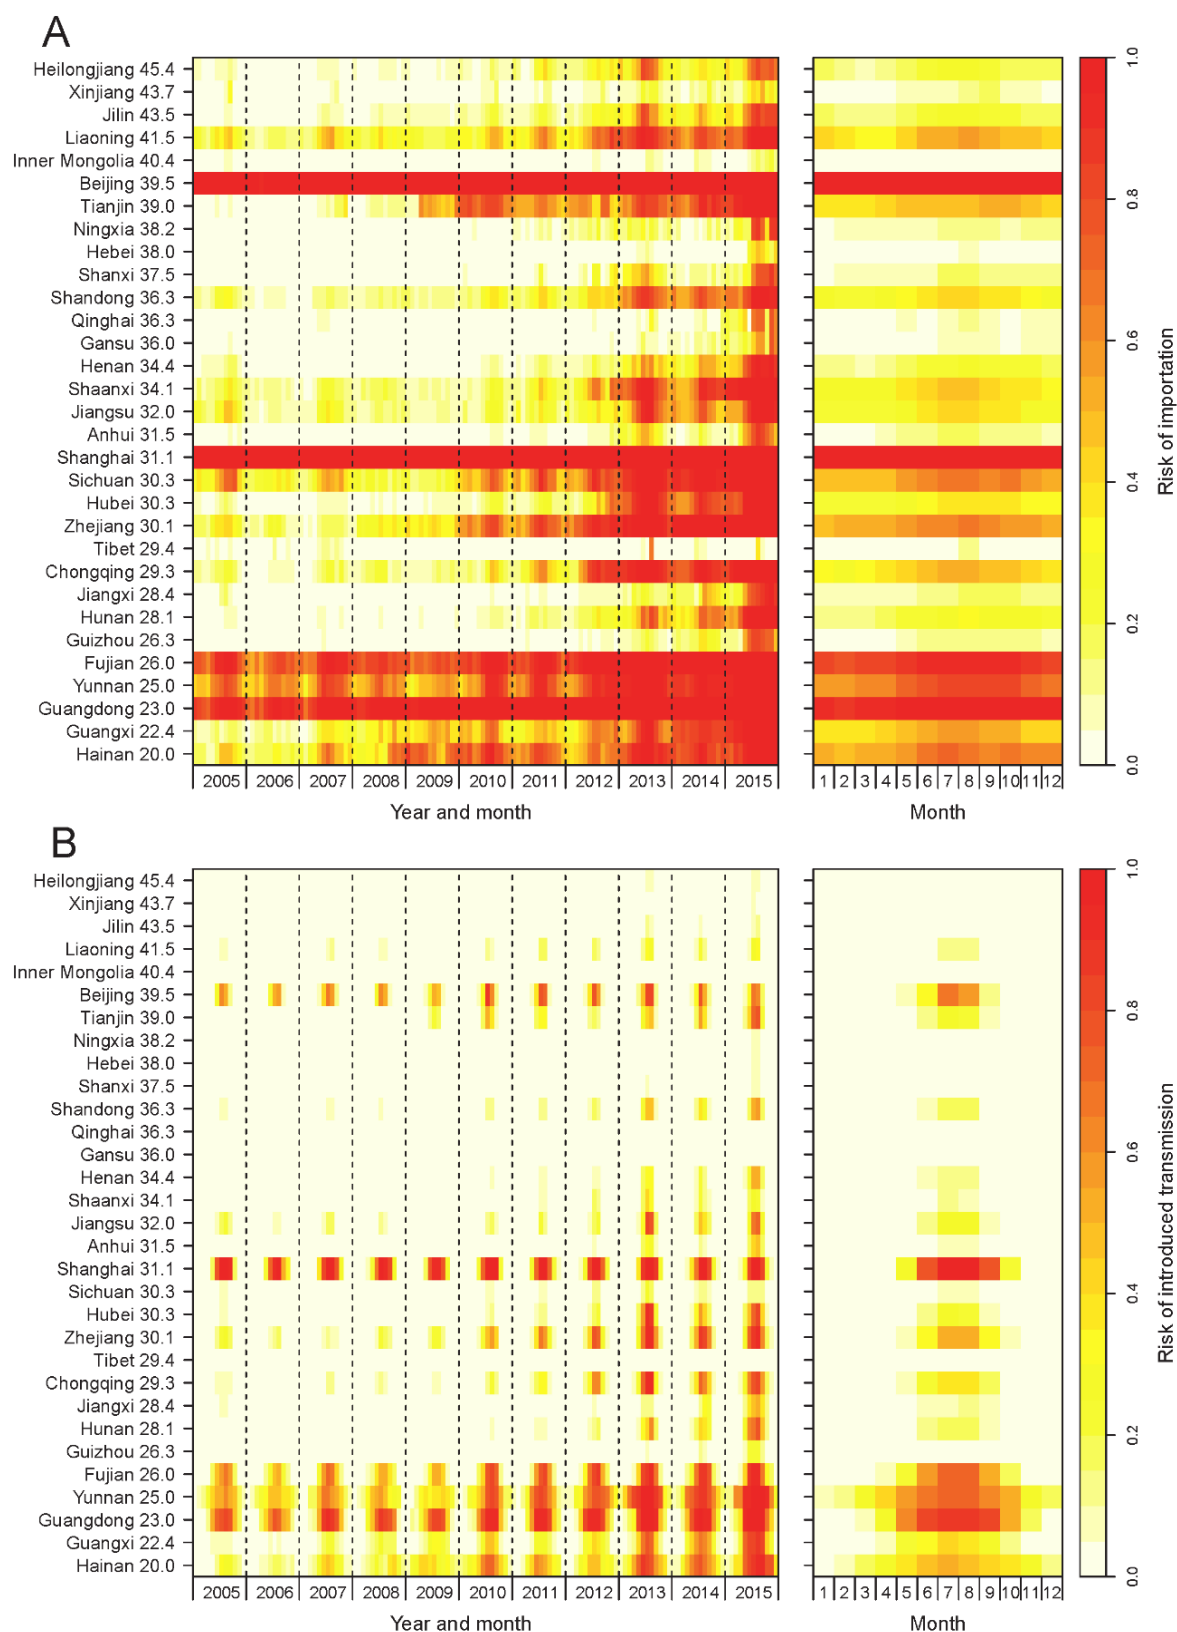 A
Heilongjiang 45.4
Xinjiang 43.7
Jilin 43.5
Liaoning 41.5
Inner Mongolia 40.4
Beijing 39.5
Tianjin 39.0
Ningxia 38.2
Hebei 38.0
Shanxi 37.5
Shandong 36.3
Qinghai 36.3
Gansu 36.0
Henan 34.4
Shaanxi 34.1
Jiangsu 32.0
Anhui 31.5
Shanghai 31.1
Sichuan 30.3
Hubei 30.3
Zhejiang 30.1
Tibet 29.4
Chongqing 29.3
Jiangxi 28.4
Hunan 28.1
Guizhou 26.3
Fujian 26.0
Yunnan 25.0
Guangdong 23.0
Guangxi 22.4
Hainan 20.0
2005 2006 2007 2008 2009 2010 2011 2012 2013 2014 2015
Year and month
1 2 3 4 5 6 7 8 9 10 11 12
Month
0.0 0.2 0.4 0.6 0.8 1.0
Risk of importation
B
Heilongjiang 45.4
Xinjiang 43.7
Jilin 43.5
Liaoning 41.5
Inner Mongolia 40.4
Beijing 39.5
Tianjin 39.0
Ningxia 38.2
Hebei 38.0
Shanxi 37.5
Shandong 36.3
Qinghai 36.3
Gansu 36.0
Henan 34.4
Shaanxi 34.1
Jiangsu 32.0
Anhui 31.5
Shanghai 31.1
Sichuan 30.3
Hubei 30.3
Zhejiang 30.1
Tibet 29.4
Chongqing 29.3
Jiangxi 28.4
Hunan 28.1
Guizhou 26.3
Fujian 26.0
Yunnan 25.0
Guangdong 23.0
Guangxi 22.4
Hainan 20.0
2005 2006 2007 2008 2009 2010 2011 2012 2013 2014 2015
Year and month
1 2 3 4 5 6 7 8 9 10 11 12
Month
0.0 0.2 0.4 0.6 0.8 1.0
Risk of introduced transmission